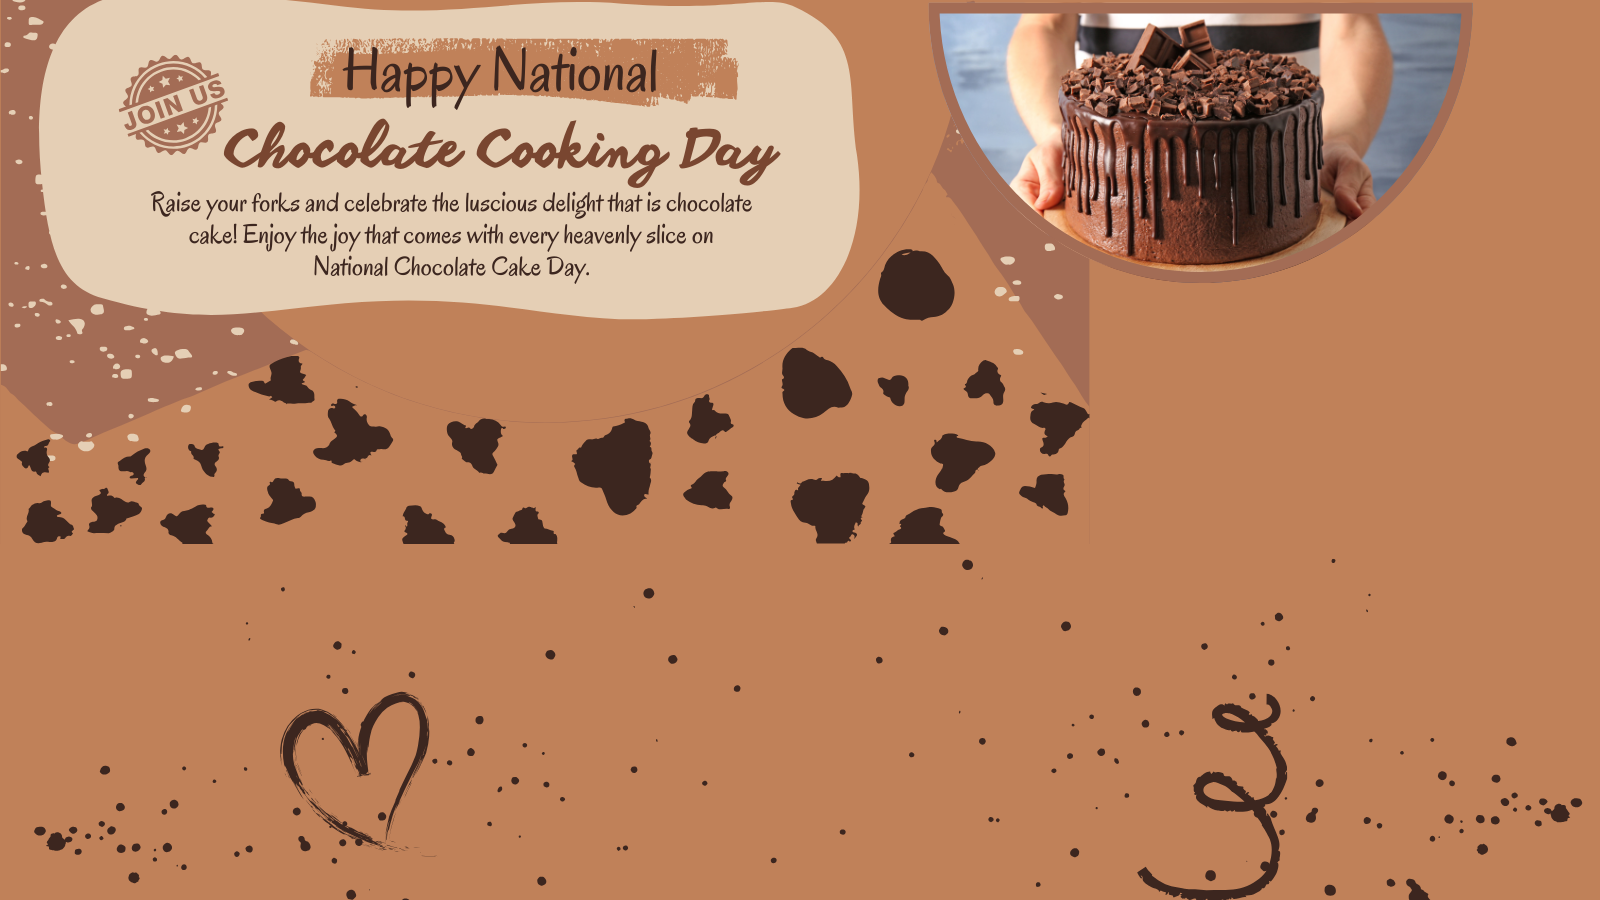 Happy National
JOIN US
Chocolate Cooking Day
Raise your forks and celebrate the luscious delight that is chocolate
cake! Enjoy the joy that comes with every heavenly slice on
National Chocolate Cake Day.